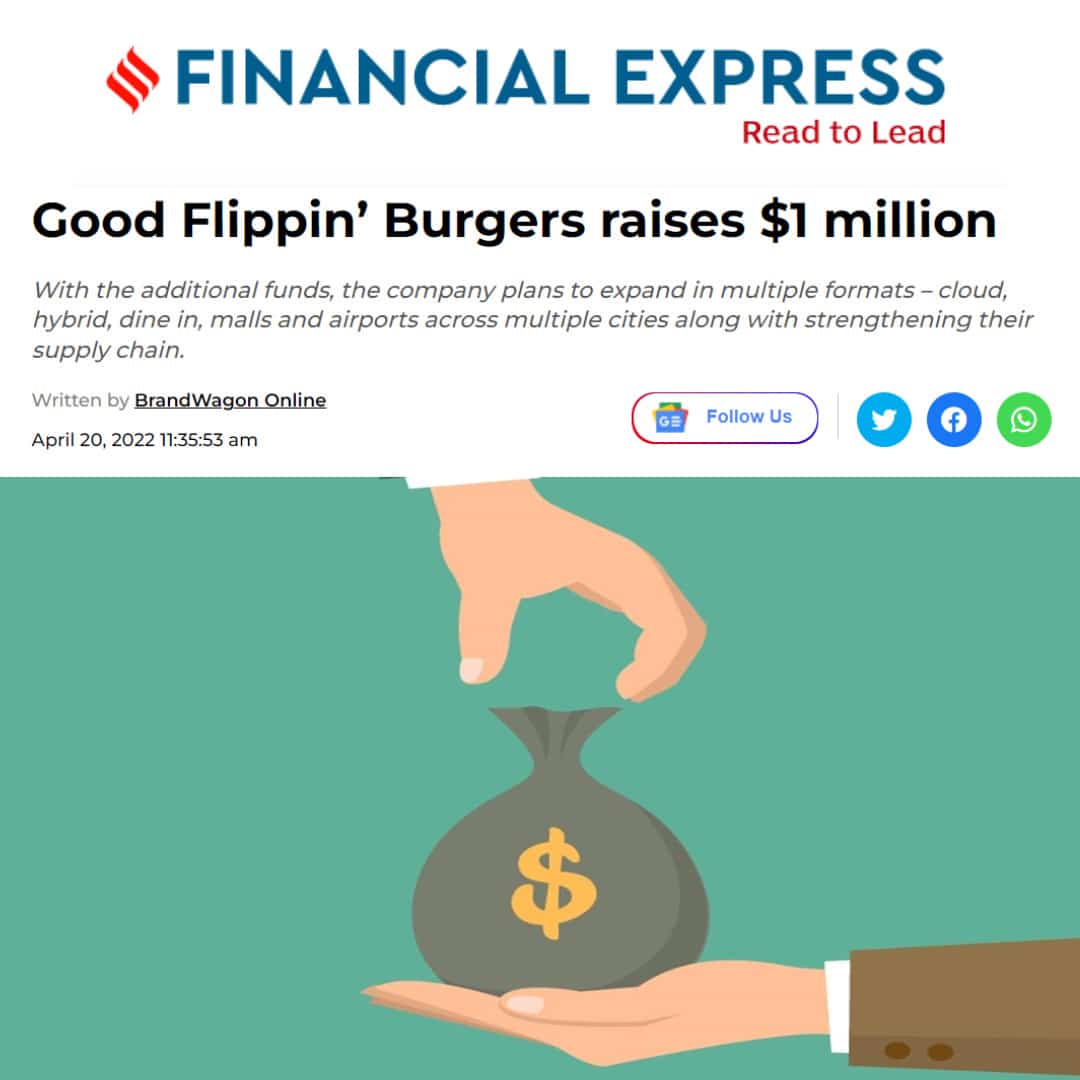 FINANCIAL EXPRESS
Read to Lead
Good Flippin’ Burgers raises $1 million
With the additional funds, the company plans to expand in multiple formats – cloud,
hybrid, dine in, malls and airports across multiple cities along with strengthening their
supply chain.
Written by BrandWagon Online
April 20, 2022 11:35:53 am
GE Follow Us
$